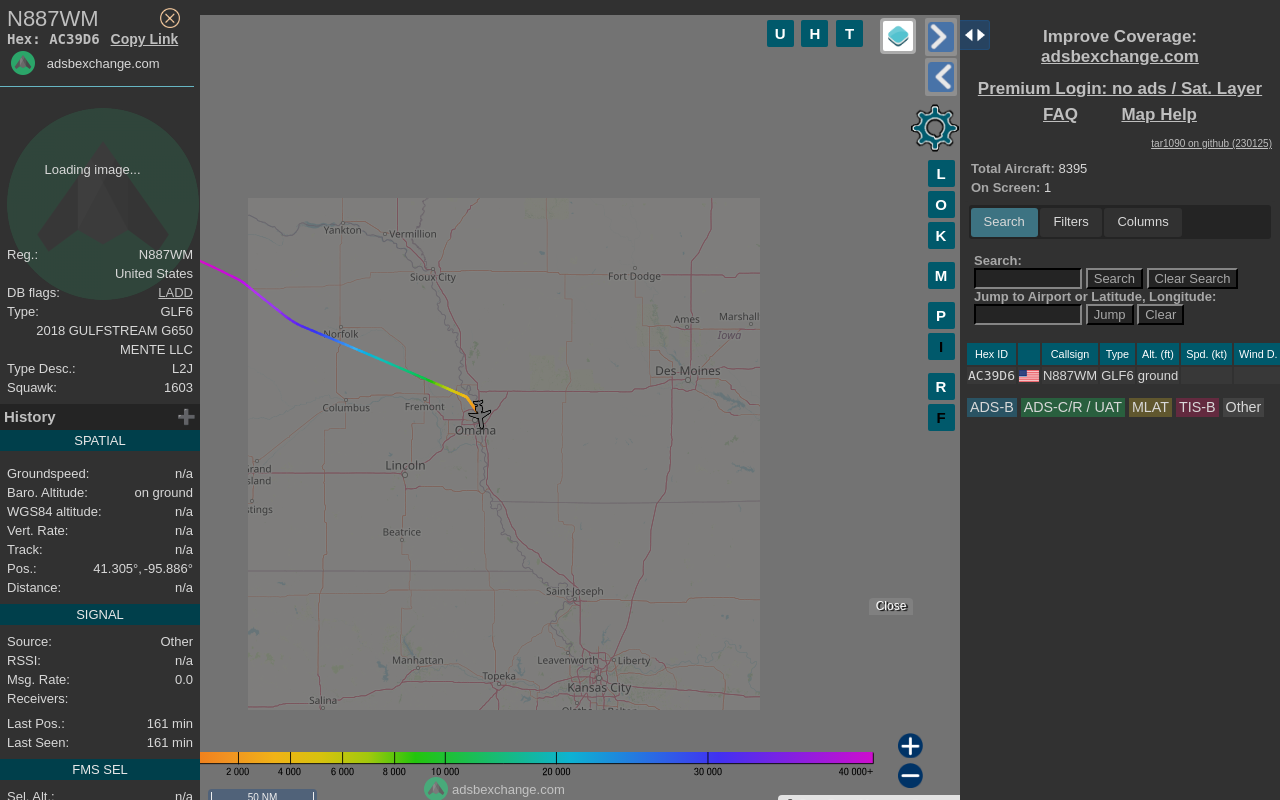 N887WM
Hex: AC39D6 Copy Link
adsbexchange.com
Loading image...
Reg.: N887WM
United States
DB flags: LADD
Type: GLF6
2018 GULFSTREAM G650
MENTE LLC
Type Desc.: L2J
Squawk: 1603
History
SPATIAL
Groundspeed: n/a
Baro. Altitude: on ground
WGS84 altitude: n/a
Vert. Rate: n/a
Track: n/a
Pos.: 41.305°, -95.886°
Distance: n/a
SIGNAL
Source: Other
RSSI: n/a
Msg. Rate: 0.0
Receivers:
Last Pos.: 161 min
Last Seen: 161 min
FMS SEL
Sel. Alt.: n/a
U H T
L
O
K
M
P
I
R
F
Yankton
Vermillion
Sioux City
Fort Dodge
Norfolk
Ames
Marshall
Iowa
Des Moines
Columbus
Fremont
Omaha
Lincoln
rand
sland
tings
Beatrice
Saint Joseph
Manhattan
Leavenworth
Liberty
Topeka
Kansas City
Salina
Close
2 000 4 000 6 000 8 000 10 000 20 000 30 000 40 000+
50 NM
adsbexchange.com
Improve Coverage:
adsbexchange.com
Premium Login: no ads / Sat. Layer
FAQ Map Help
tar1090 on github (230125)
Total Aircraft: 8395
On Screen: 1
Search Filters Columns
Search:
Search Clear Search
Jump to Airport or Latitude, Longitude:
Jump Clear
Hex ID Callsign Type Alt. (ft) Spd. (kt) Wind D.
AC39D6 N887WM GLF6 ground
ADS-B ADS-C/R / UAT MLAT TIS-B Other